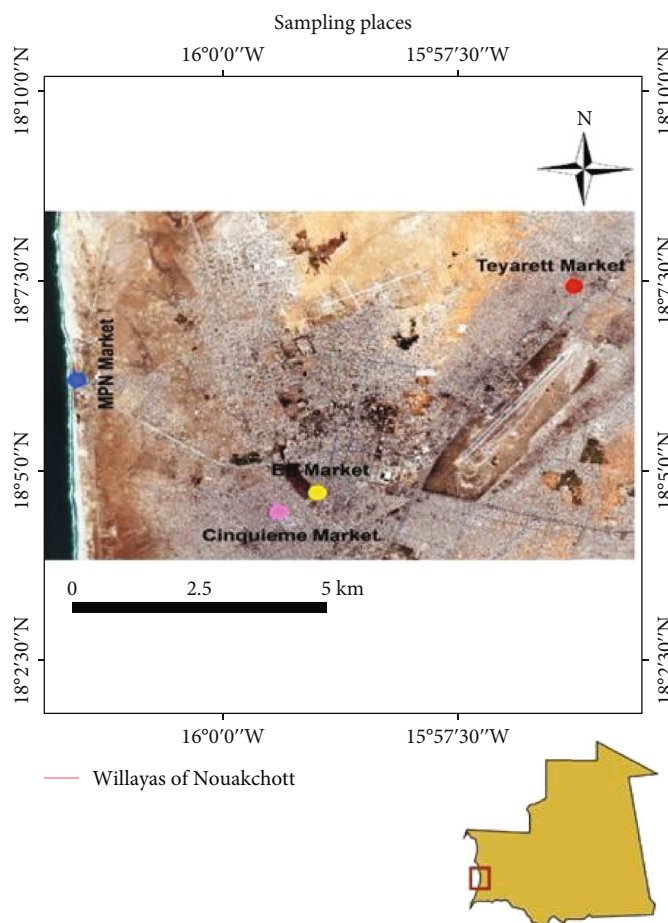 Sampling places
16°0′0″W 15°57′30″W
18°10′0″N 18°10′0″N
N
18°7′30″N 18°7′30″N
Teyarett Market
MPN Market
18°5′0″N 18°5′0″N
Market
Cinquieme Market
0 2.5 5 km
18°2′30″N 18°2′30″N
16°0′0″W 15°57′30″W
Willayas of Nouakchott